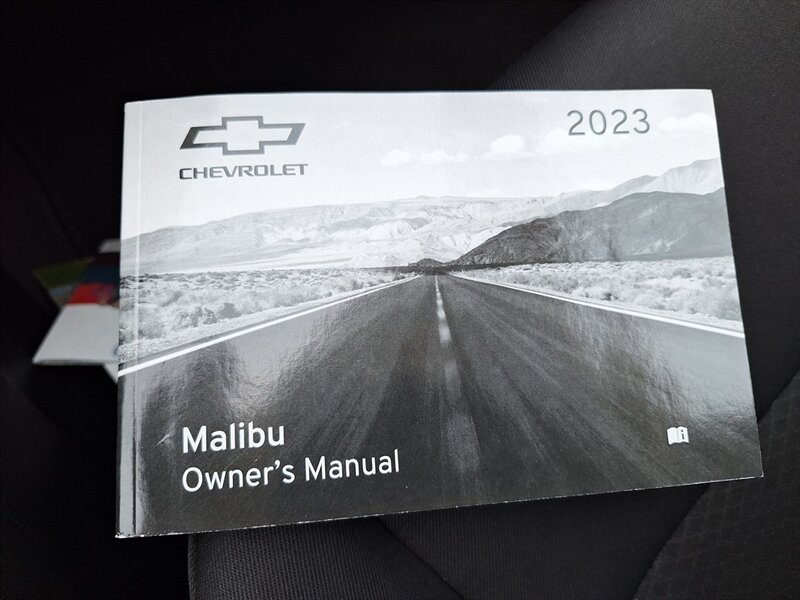 CHEVROLET
2023
Malibu
Owner's Manual